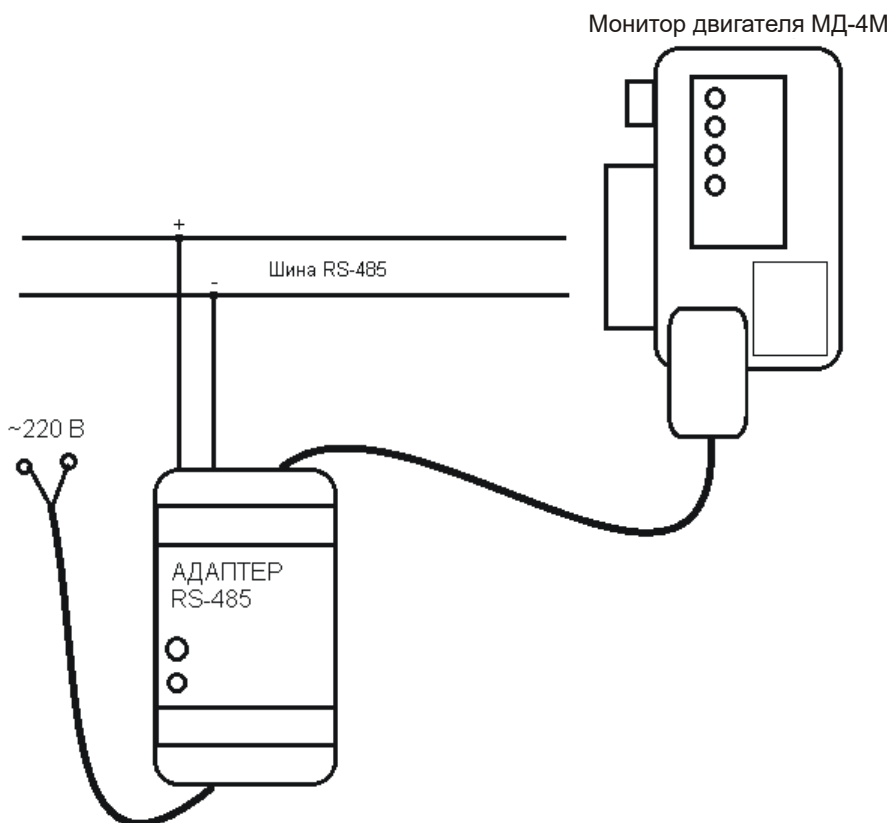 Монитор двигателя МД-4М
+
Шина RS-485
-
~220 В
АДАПТЕР
RS-485